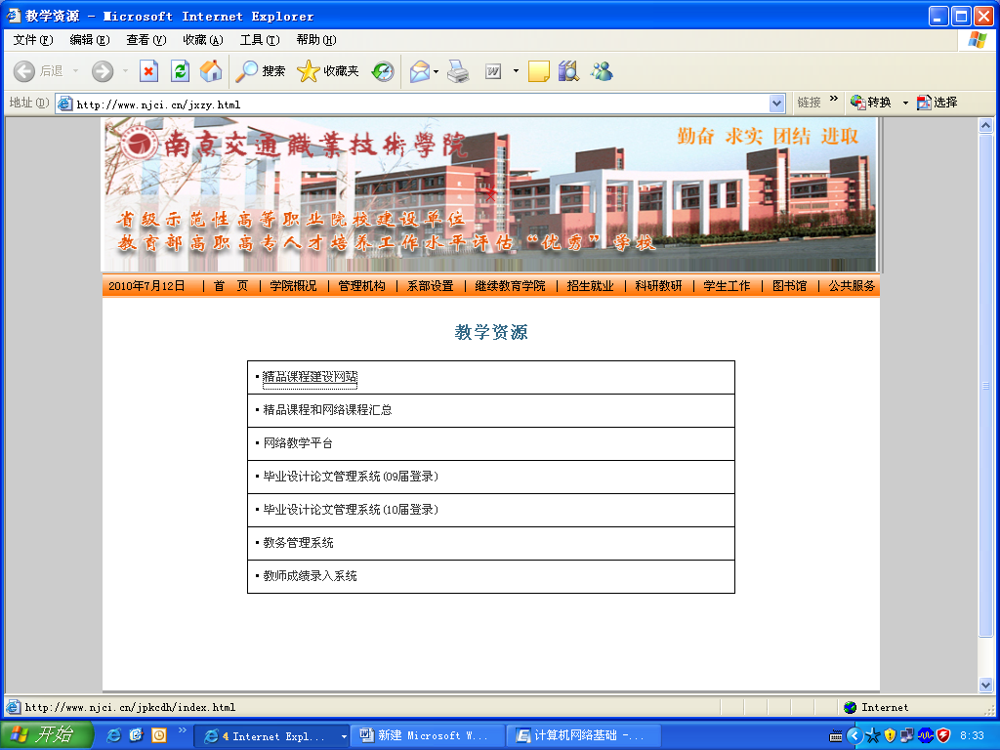 教学资源 - Microsoft Internet Explorer
文件(F) 编辑(E) 查看(V) 收藏(A) 工具(T) 帮助(H)
后退 搜索 收藏夹
地址(D) http://www.njci.cn/jxzy.html 链接 » 转换 选择
南京交通職業技術學院 勤奋 求实 团结 进取
省级示范性高等职业院校建设单位
教育部高职高专人才培养工作水平评估“优秀”学校
2010年7月12日 | 首 页 | 学院概况 | 管理机构 | 系部设置 | 继续教育学院 | 招生就业 | 科研教研 | 学生工作 | 图书馆 | 公共服务
教学资源
▪ 精品课程建设网站
▪ 精品课程和网络课程汇总
▪ 网络教学平台
▪ 毕业设计论文管理系统(09届登录)
▪ 毕业设计论文管理系统(10届登录)
▪ 教务管理系统
▪ 教师成绩录入系统
http://www.njci.cn/jpkcdh/index.html Internet
开始 » 4 Internet Expl... 新建 Microsoft W... 计算机网络基础 -... 8:33